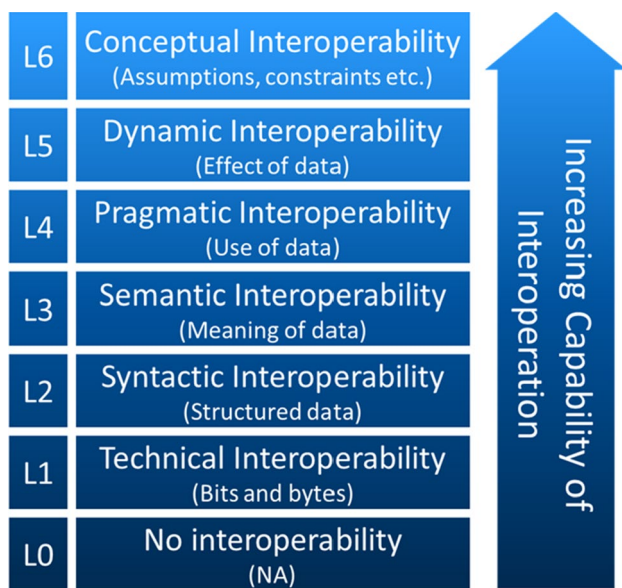 L6
Conceptual Interoperability
(Assumptions, constraints etc.)
L5
Dynamic Interoperability
(Effect of data)
L4
Pragmatic Interoperability
(Use of data)
L3
Semantic Interoperability
(Meaning of data)
L2
Syntactic Interoperability
(Structured data)
L1
Technical Interoperability
(Bits and bytes)
L0
No interoperability
(NA)
Increasing Capability of
Interoperation